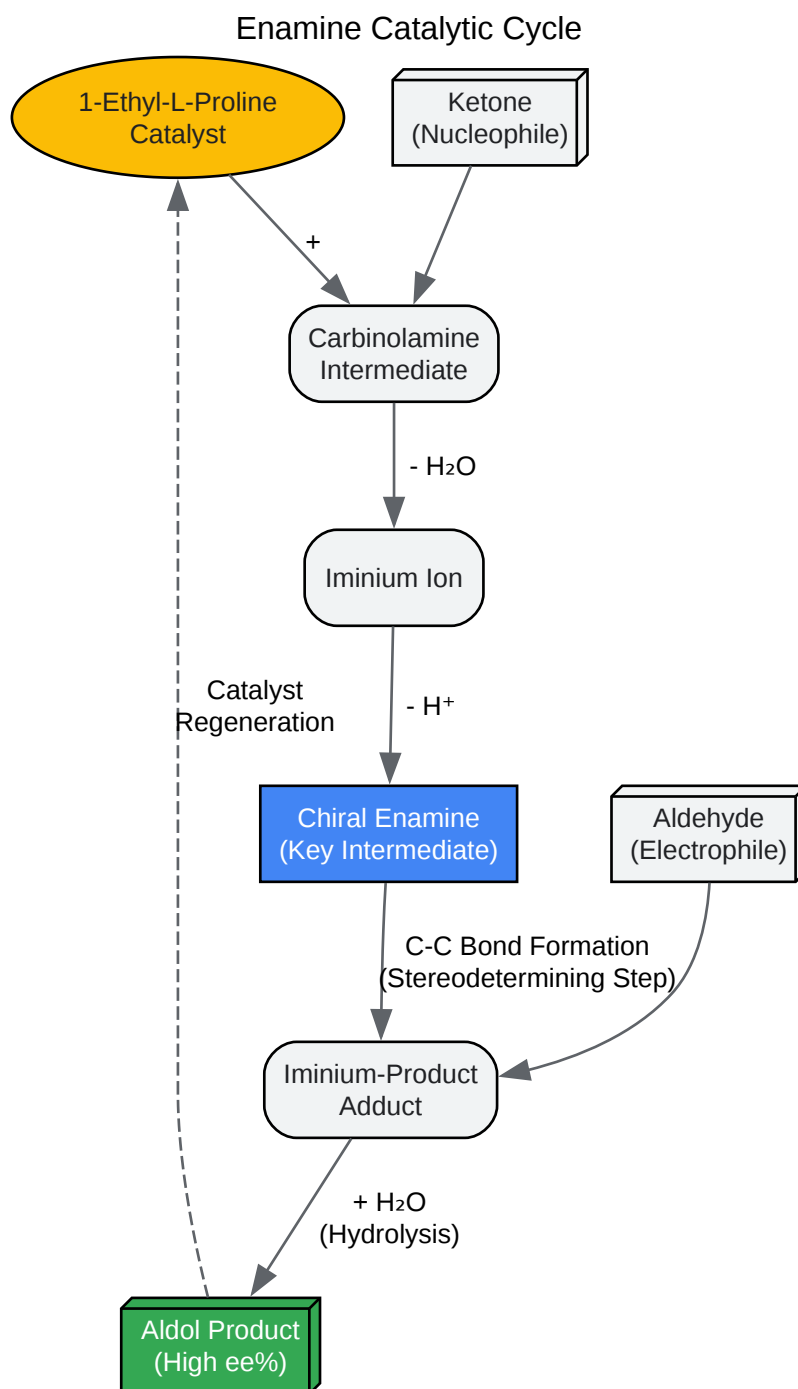 Enamine Catalytic Cycle
1-Ethyl-L-Proline
Catalyst
Ketone
(Nucleophile)
+
Carbinolamine
Intermediate
- H₂O
Iminium Ion
Catalyst
Regeneration
- H⁺
Chiral Enamine
(Key Intermediate)
Aldehyde
(Electrophile)
C-C Bond Formation
(Stereodetermining Step)
Iminium-Product
Adduct
+ H₂O
(Hydrolysis)
Aldol Product
(High ee%)